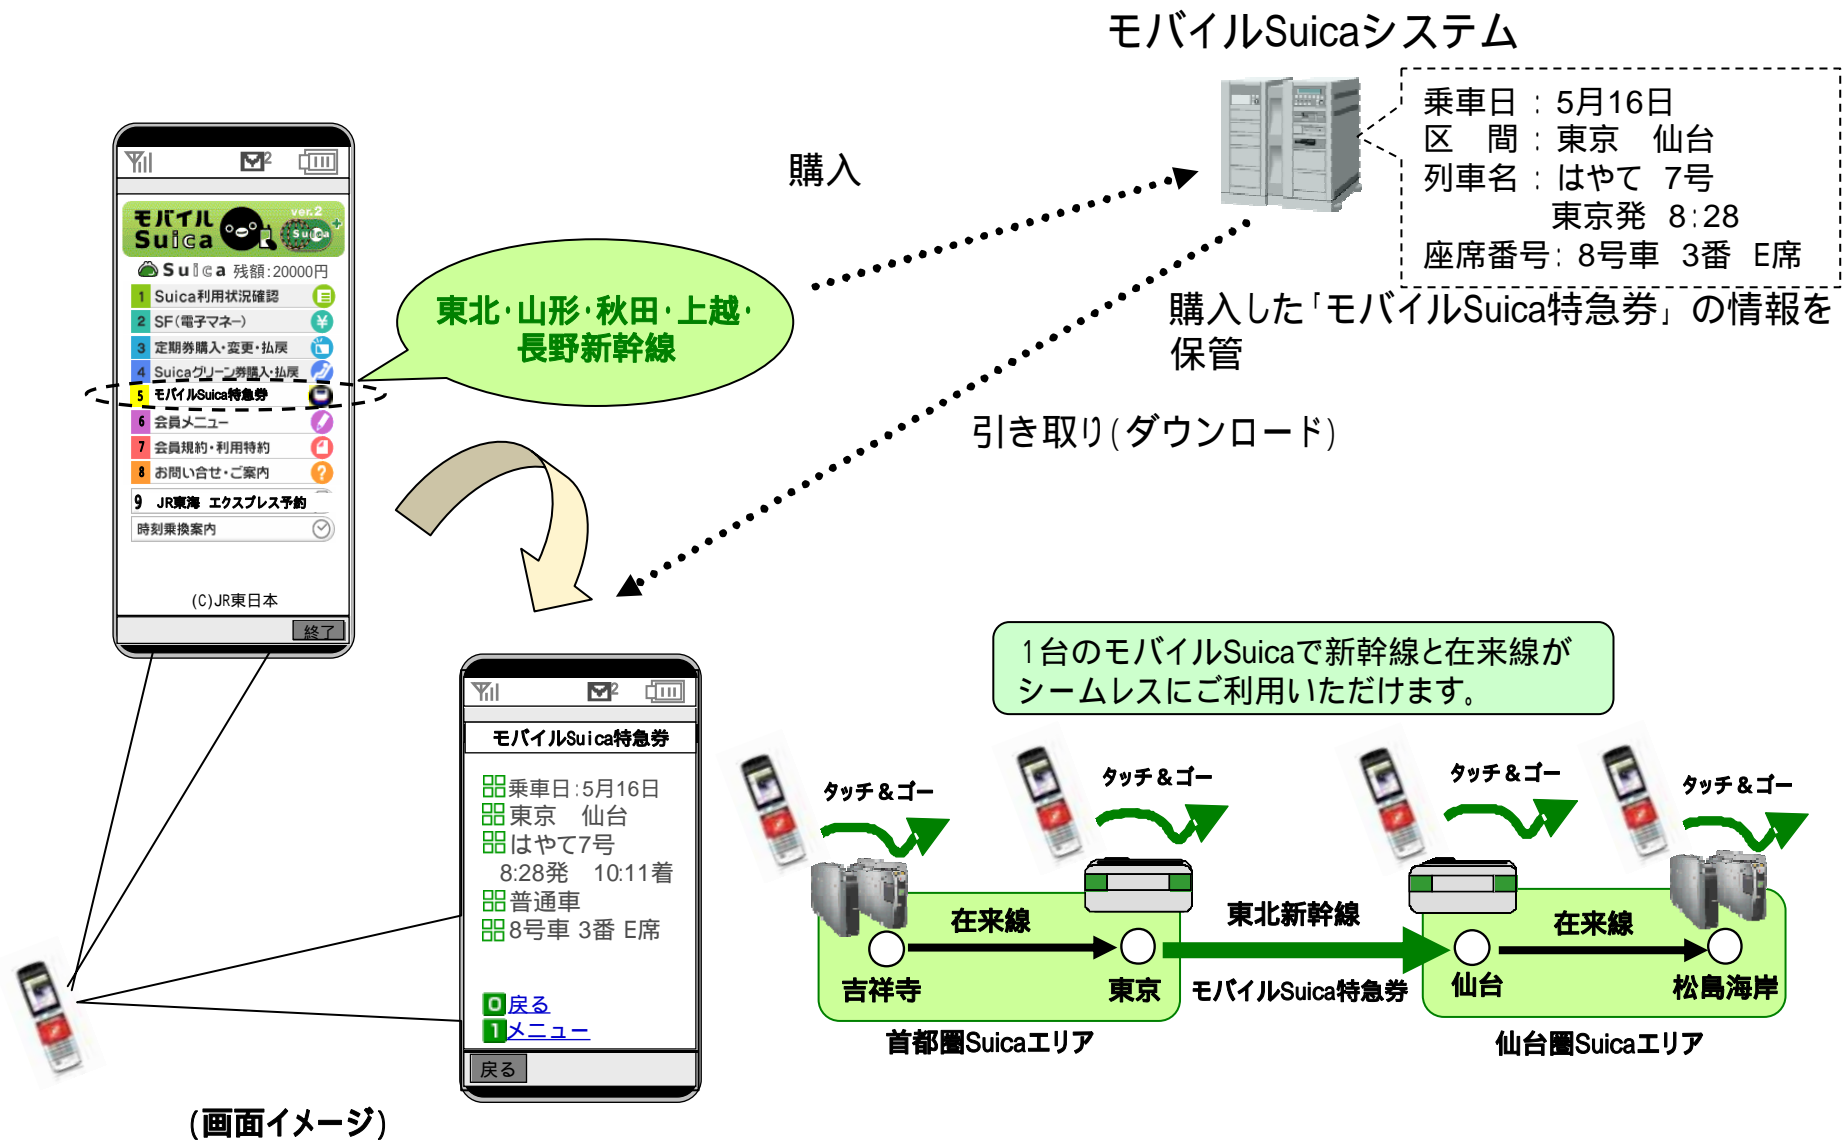 モバイルSuicaシステム
乗車日 : 5月16日
区 間 : 東京 仙台
列車名 : はやて 7号
東京発 8:28
座席番号: 8号車 3番 E席
購入
購入した「モバイルSuica特急券」の情報を
保管
引き取り(ダウンロード)
モバイル
Suica
ver.2
Suica
Suica 残額:20000円
1 Suica利用状況確認
2 SF(電子マネー)
3 定期券購入・変更・払戻
4 Suicaグリーン券購入・払戻
5 モバイルSuica特急券
6 会員メニュー
7 会員規約・利用特約
8 お問い合せ・ご案内
9 JR東海 エクスプレス予約
時刻乗換案内
(C)JR東日本
終了
東北・山形・秋田・上越・
長野新幹線
モバイルSuica特急券
乗車日:5月16日
東京 仙台
はやて7号
8:28発 10:11着
普通車
8号車 3番 E席
0 戻る
1 メニュー
戻る
(画面イメージ)
1台のモバイルSuicaで新幹線と在来線が
シームレスにご利用いただけます。
タッチ&ゴー
タッチ&ゴー
タッチ&ゴー
タッチ&ゴー
在来線
東北新幹線
在来線
吉祥寺
東京
モバイルSuica特急券
仙台
松島海岸
首都圏Suicaエリア
仙台圏Suicaエリア